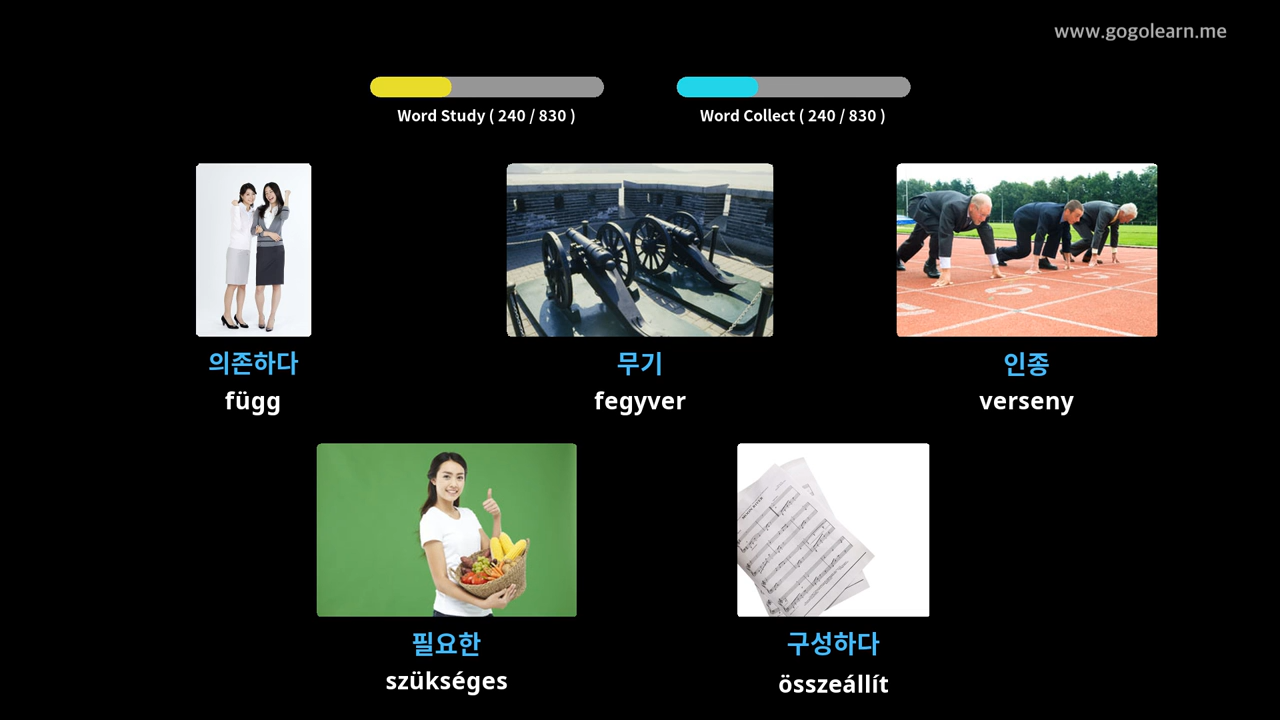 www.gogolearn.me
Word Study ( 240 / 830 )
Word Collect ( 240 / 830 )
의존하다
függ
무기
fegyver
인종
verseny
필요한
szükséges
구성하다
összeállít